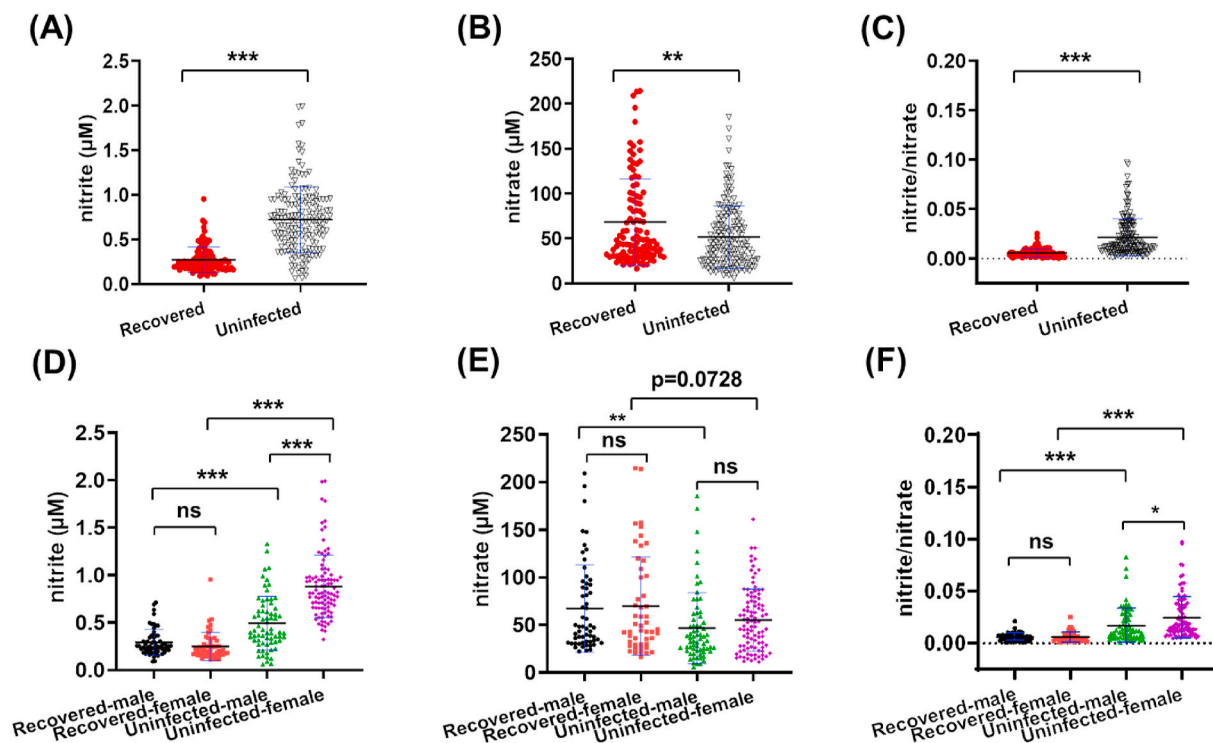 (A)
nitrite (µM)
2.5
2.0
1.5
1.0
0.5
0.0
***
Recovered
Uninfected
(B)
nitrate (µM)
250
200
150
100
50
0
**
Recovered
Uninfected
(C)
nitrite/nitrate
0.20
0.15
0.10
0.05
0.00
***
Recovered
Uninfected
(D)
nitrite (µM)
2.5
2.0
1.5
1.0
0.5
0.0
***
***
***
ns
Recovered-male
Recovered-female
Uninfected-male
Uninfected-female
(E)
nitrate (µM)
250
200
150
100
50
0
p=0.0728
**
ns
ns
Recovered-male
Recovered-female
Uninfected-male
Uninfected-female
(F)
nitrite/nitrate
0.20
0.15
0.10
0.05
0.00
***
***
*
ns
Recovered-male
Recovered-female
Uninfected-male
Uninfected-female